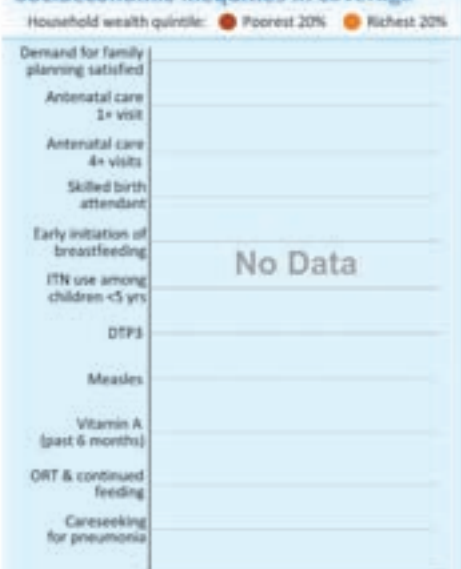 Household wealth quintile: Poorest 20% Richest 20%
Demand for family
planning satisfied
Antenatal care
1+ visit
Antenatal care
4+ visits
Skilled birth
attendant
Early initiation of
breastfeeding
No Data
ITN use among
children <5 yrs
DTP3
Measles
Vitamin A
(past 6 months)
ORT & continued
feeding
Careseeking
for pneumonia